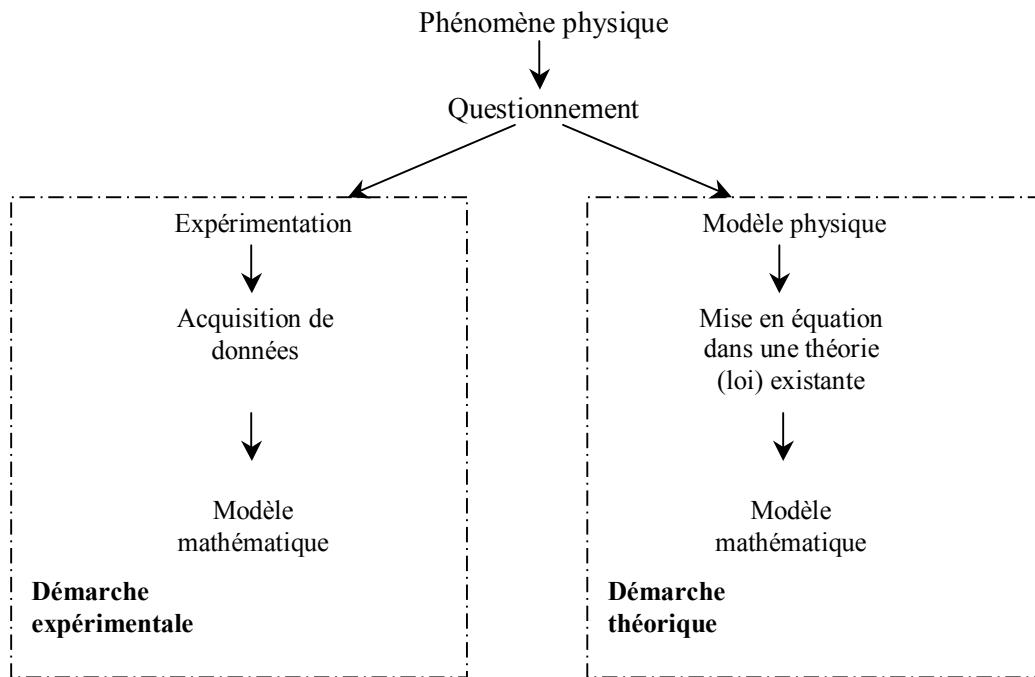 Phénomène physique
Questionnement
Expérimentation
Acquisition de
données
Modèle
mathématique
Démarche
expérimentale
Modèle physique
Mise en équation
dans une théorie
(loi) existante
Modèle
mathématique
Démarche
théorique